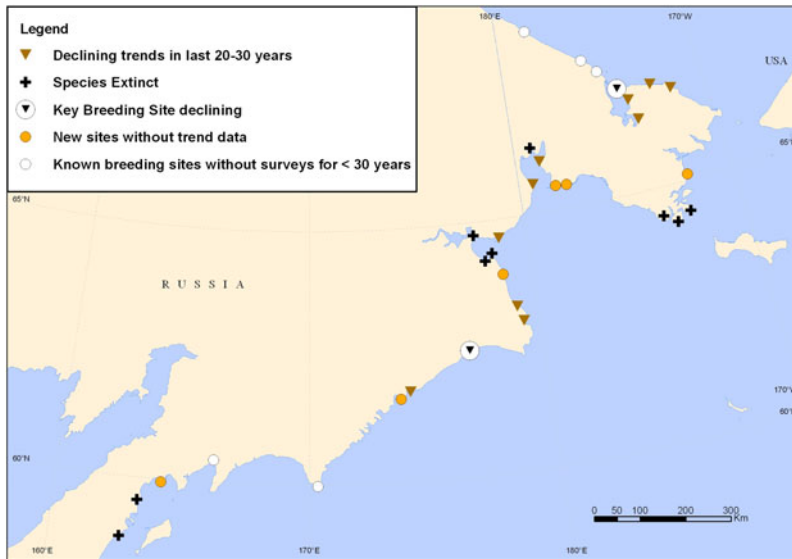 180°E
170°W
Legend
Declining trends in last 20-30 years
USA
Species Extinct
Key Breeding Site declining
New sites without trend data
65°N
Known breeding sites without surveys for < 30 years
65°N
RUSSIA
170°W
60°N
60°N
0 50 100 200 300
Km
160°E
170°E
180°E